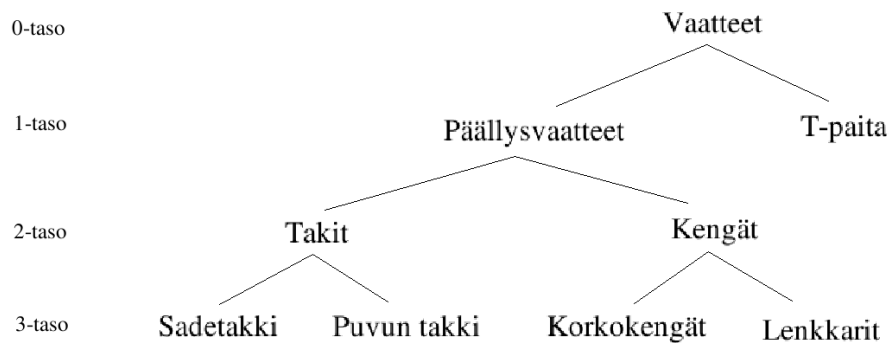 0-taso Vaatteet
1-taso Päällysvaatteet T-paita
2-taso Takit Kengät
3-taso Sadetakki Puvun takki Korkokengät Lenkkarit